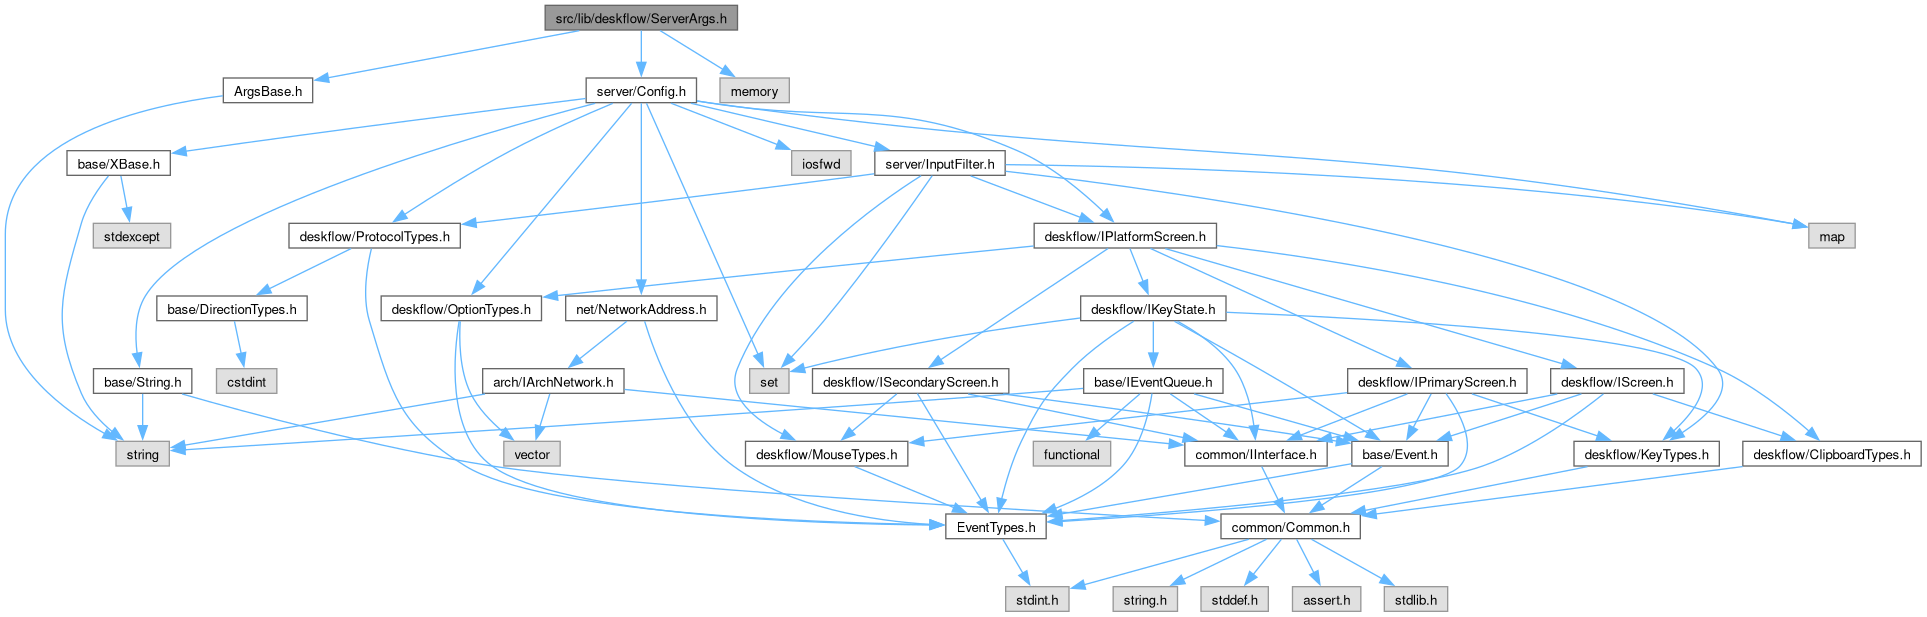 src/lib/deskflow/ServerArgs.h
ArgsBase.h
server/Config.h
memory
base/XBase.h
iosfwd
server/InputFilter.h
stdexcept
deskflow/ProtocolTypes.h
deskflow/IPlatformScreen.h
map
base/DirectionTypes.h
deskflow/OptionTypes.h
net/NetworkAddress.h
deskflow/IKeyState.h
base/String.h
cstdint
arch/IArchNetwork.h
set
deskflow/ISecondaryScreen.h
base/IEventQueue.h
deskflow/IPrimaryScreen.h
deskflow/IScreen.h
string
vector
deskflow/MouseTypes.h
functional
common/IInterface.h
base/Event.h
deskflow/KeyTypes.h
deskflow/ClipboardTypes.h
EventTypes.h
common/Common.h
stdint.h
string.h
stddef.h
assert.h
stdlib.h